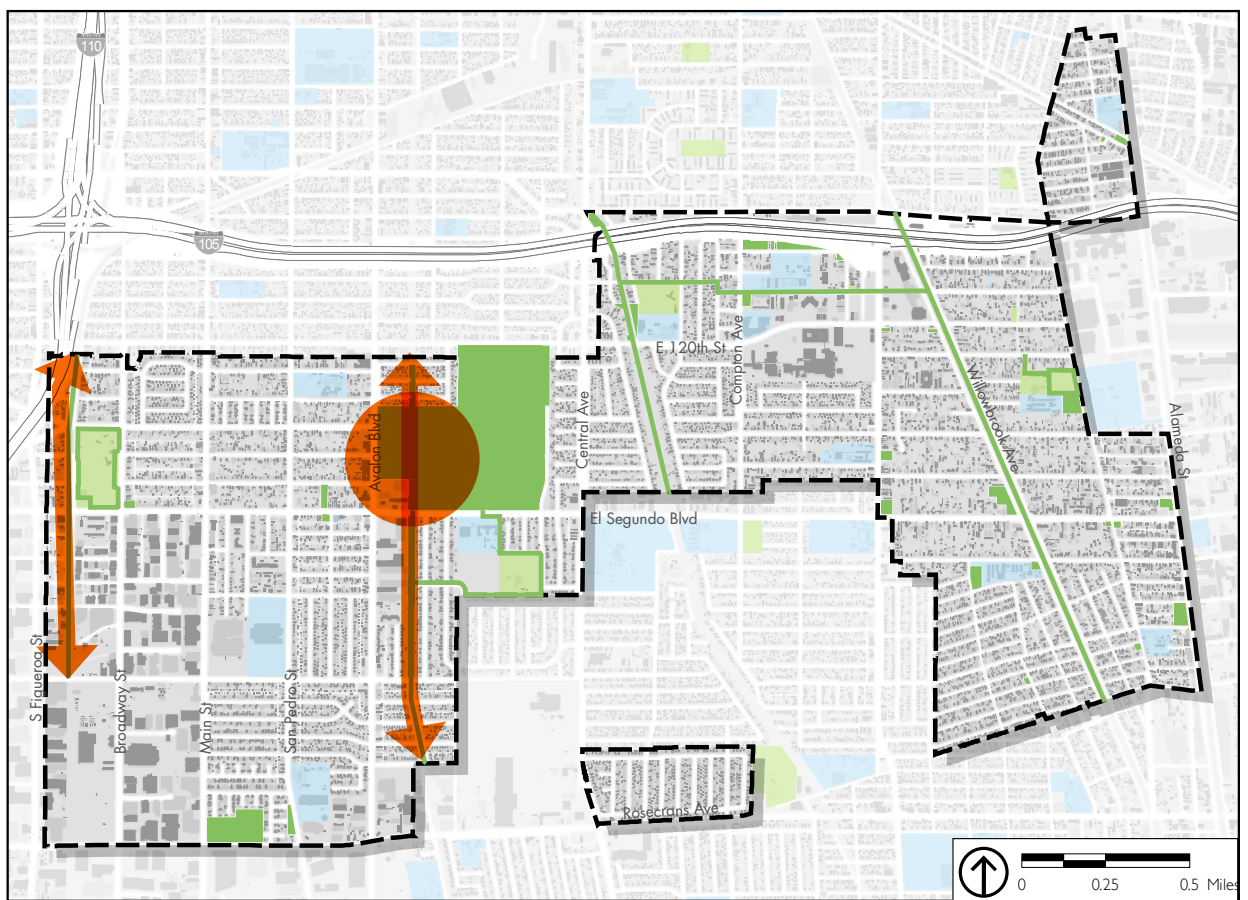 110
105
E 120th St
Compton Ave
Central Ave
Avalon Blvd
Willowbrook Ave
Alameda St
El Segundo Blvd
S Figueroa St
Broadway St
Main St
San Pedro St
Rosecrans Ave
0 0.25 0.5 Miles